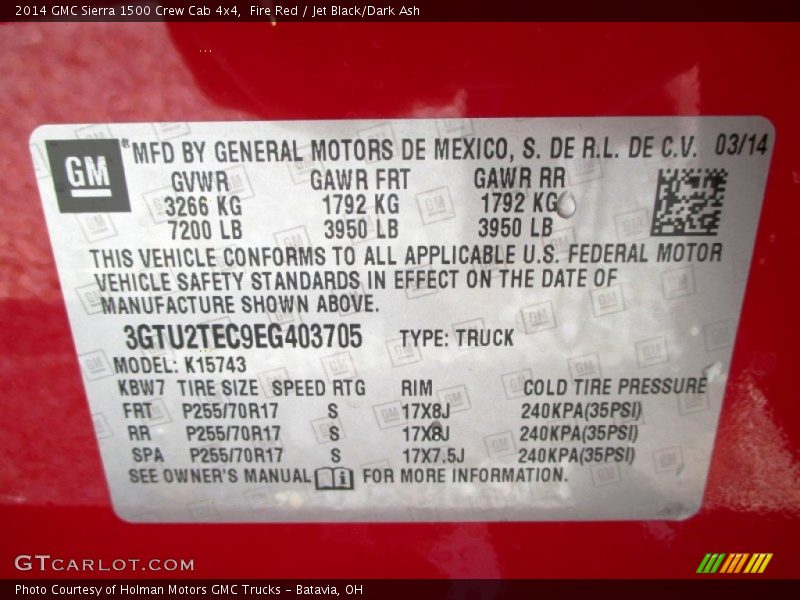 2014 GMC Sierra 1500 Crew Cab 4x4,  Fire Red / Jet Black/Dark Ash
GM ® MFD BY GENERAL MOTORS DE MEXICO, S. DE R.L. DE C.V. 03/14
GVWR GAWR FRT GAWR RR
3266 KG 1792 KG 1792 KG
7200 LB 3950 LB 3950 LB
THIS VEHICLE CONFORMS TO ALL APPLICABLE U.S. FEDERAL MOTOR
VEHICLE SAFETY STANDARDS IN EFFECT ON THE DATE OF
MANUFACTURE SHOWN ABOVE.
3GTU2TEC9EG403705 TYPE: TRUCK
MODEL: K15743
KBW7 TIRE SIZE SPEED RTG RIM COLD TIRE PRESSURE
FRT P255/70R17 S 17X8J 240KPA(35PSI)
RR P255/70R17 S 17X8J 240KPA(35PSI)
SPA P255/70R17 S 17X7.5J 240KPA(35PSI)
SEE OWNER'S MANUAL i FOR MORE INFORMATION.
GTCARLOT.COM
Photo Courtesy of Holman Motors GMC Trucks - Batavia, OH